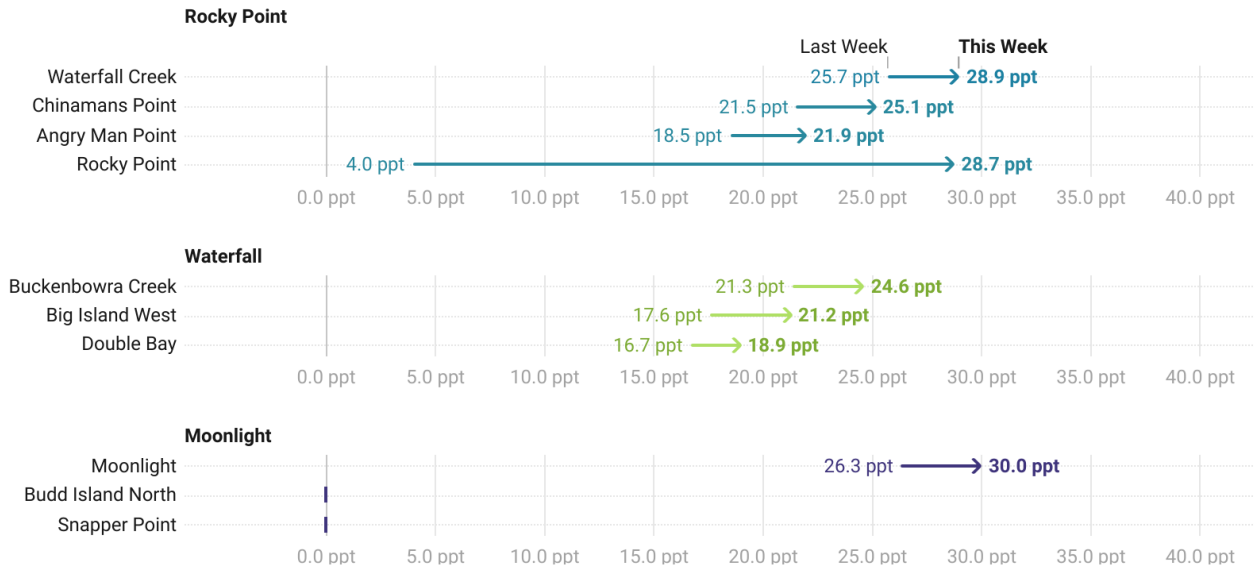 Rocky Point
Last Week This Week
Waterfall Creek 25.7 ppt 28.9 ppt
Chinamans Point 21.5 ppt 25.1 ppt
Angry Man Point 18.5 ppt 21.9 ppt
Rocky Point 4.0 ppt 28.7 ppt
0.0 ppt 5.0 ppt 10.0 ppt 15.0 ppt 20.0 ppt 25.0 ppt 30.0 ppt 35.0 ppt 40.0 ppt
Waterfall
Buckenbowra Creek 21.3 ppt 24.6 ppt
Big Island West 17.6 ppt 21.2 ppt
Double Bay 16.7 ppt 18.9 ppt
0.0 ppt 5.0 ppt 10.0 ppt 15.0 ppt 20.0 ppt 25.0 ppt 30.0 ppt 35.0 ppt 40.0 ppt
Moonlight
Moonlight 26.3 ppt 30.0 ppt
Budd Island North
Snapper Point
0.0 ppt 5.0 ppt 10.0 ppt 15.0 ppt 20.0 ppt 25.0 ppt 30.0 ppt 35.0 ppt 40.0 ppt